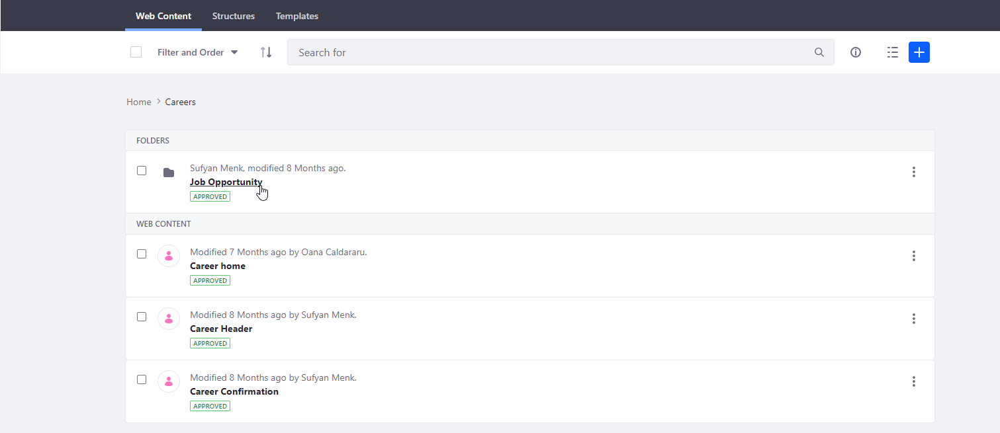 Web Content Structures Templates
Filter and Order Search for
Home Careers
FOLDERS
Sufyan Menk, modified 8 Months ago.
Job Opportunity
APPROVED
WEB CONTENT
Modified 7 Months ago by Oana Caldararu.
Career home
APPROVED
Modified 8 Months ago by Sufyan Menk.
Career Header
APPROVED
Modified 8 Months ago by Sufyan Menk.
Career Confirmation
APPROVED